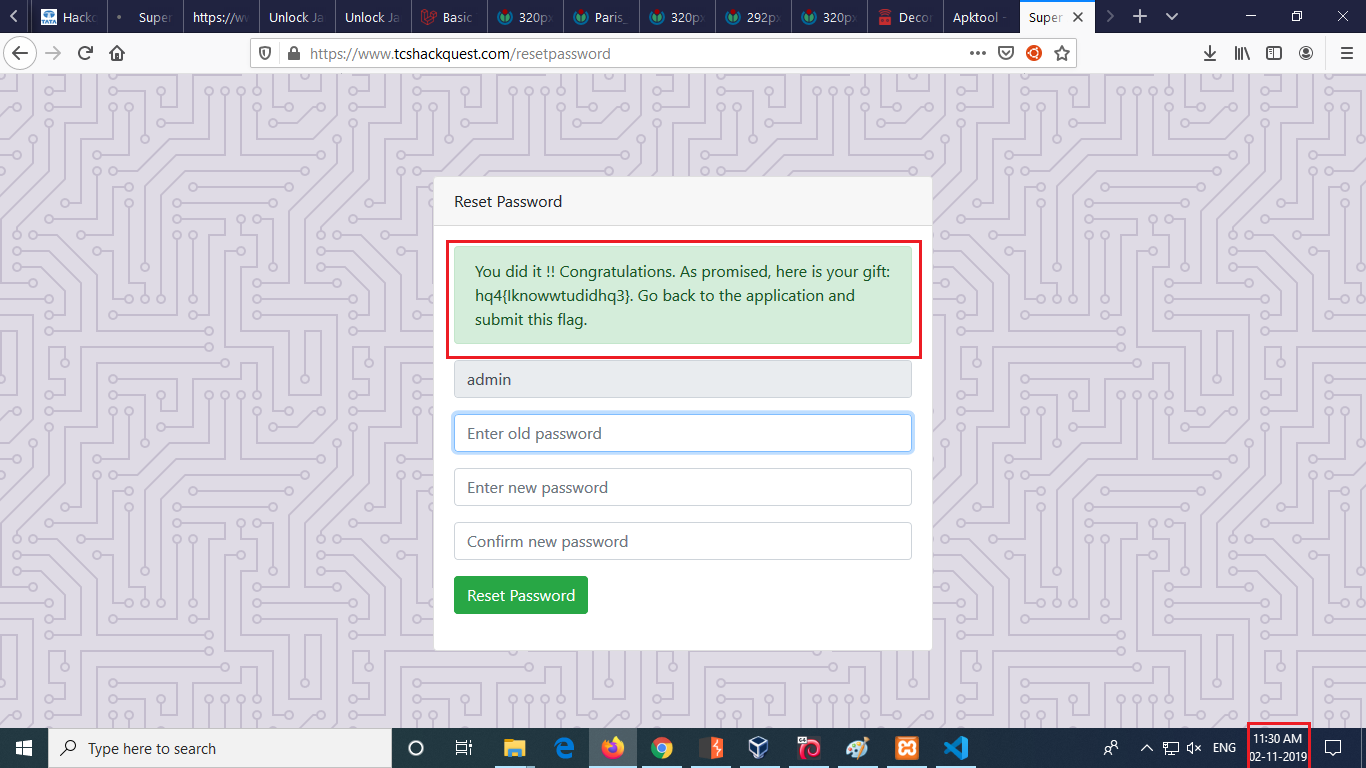 Hackc
Super
https://w
Unlock Ja
Unlock Ja
Basic
320px
Paris_
320px
292px
320px
Decor
Apktool -
Super
https://www.tcshackquest.com/resetpassword
Reset Password
You did it !! Congratulations. As promised, here is your gift:
hq4{Iknowwtudidhq3}. Go back to the application and
submit this flag.
admin
Enter old password
Enter new password
Confirm new password
Reset Password
Type here to search
ENG
11:30 AM
02-11-2019